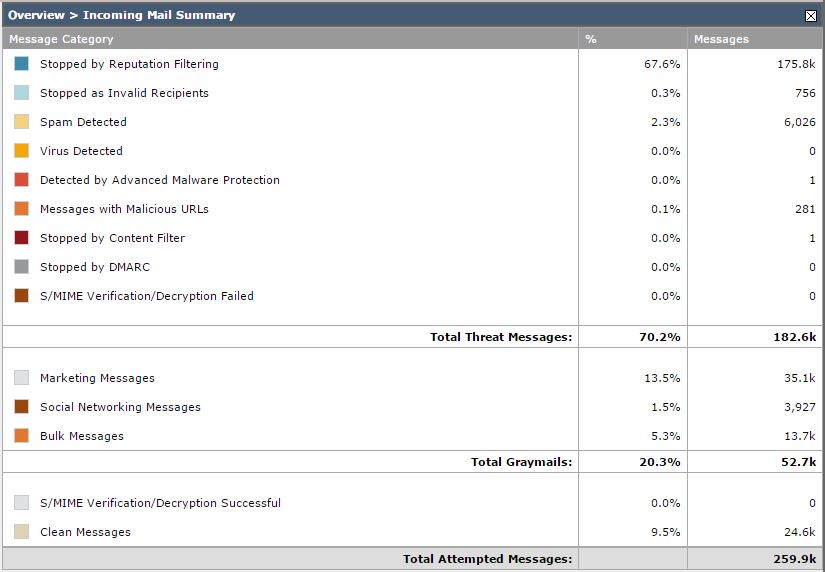 Overview > Incoming Mail Summary
Message Category % Messages
Stopped by Reputation Filtering 67.6% 175.8k
Stopped as Invalid Recipients 0.3% 756
Spam Detected 2.3% 6,026
Virus Detected 0.0% 0
Detected by Advanced Malware Protection 0.0% 1
Messages with Malicious URLs 0.1% 281
Stopped by Content Filter 0.0% 1
Stopped by DMARC 0.0% 0
S/MIME Verification/Decryption Failed 0.0% 0
Total Threat Messages: 70.2% 182.6k
Marketing Messages 13.5% 35.1k
Social Networking Messages 1.5% 3,927
Bulk Messages 5.3% 13.7k
Total Graymails: 20.3% 52.7k
S/MIME Verification/Decryption Successful 0.0% 0
Clean Messages 9.5% 24.6k
Total Attempted Messages: 259.9k